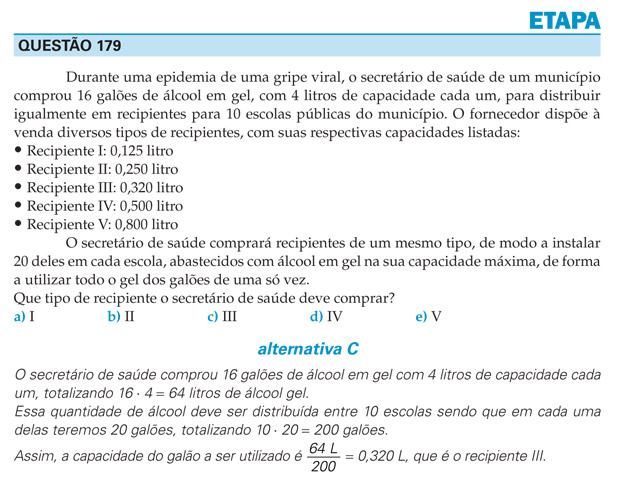 ETAPA
QUESTÃO 179
Durante uma epidemia de uma gripe viral, o secretário de saúde de um município
comprou 16 galões de álcool em gel, com 4 litros de capacidade cada um, para distribuir
igualmente em recipientes para 10 escolas públicas do município. O fornecedor dispõe à
venda diversos tipos de recipientes, com suas respectivas capacidades listadas:
• Recipiente I: 0,125 litro
• Recipiente II: 0,250 litro
• Recipiente III: 0,320 litro
• Recipiente IV: 0,500 litro
• Recipiente V: 0,800 litro
O secretário de saúde comprará recipientes de um mesmo tipo, de modo a instalar
20 deles em cada escola, abastecidos com álcool em gel na sua capacidade máxima, de forma
a utilizar todo o gel dos galões de uma só vez.
Que tipo de recipiente o secretário de saúde deve comprar?
a) I b) II c) III d) IV e) V
alternativa C
O secretário de saúde comprou 16 galões de álcool em gel com 4 litros de capacidade cada
um, totalizando 16 · 4 = 64 litros de álcool gel.
Essa quantidade de álcool deve ser distribuída entre 10 escolas sendo que em cada uma
delas teremos 20 galões, totalizando 10 · 20 = 200 galões.
Assim, a capacidade do galão a ser utilizado é 64 L / 200 = 0,320 L, que é o recipiente III.